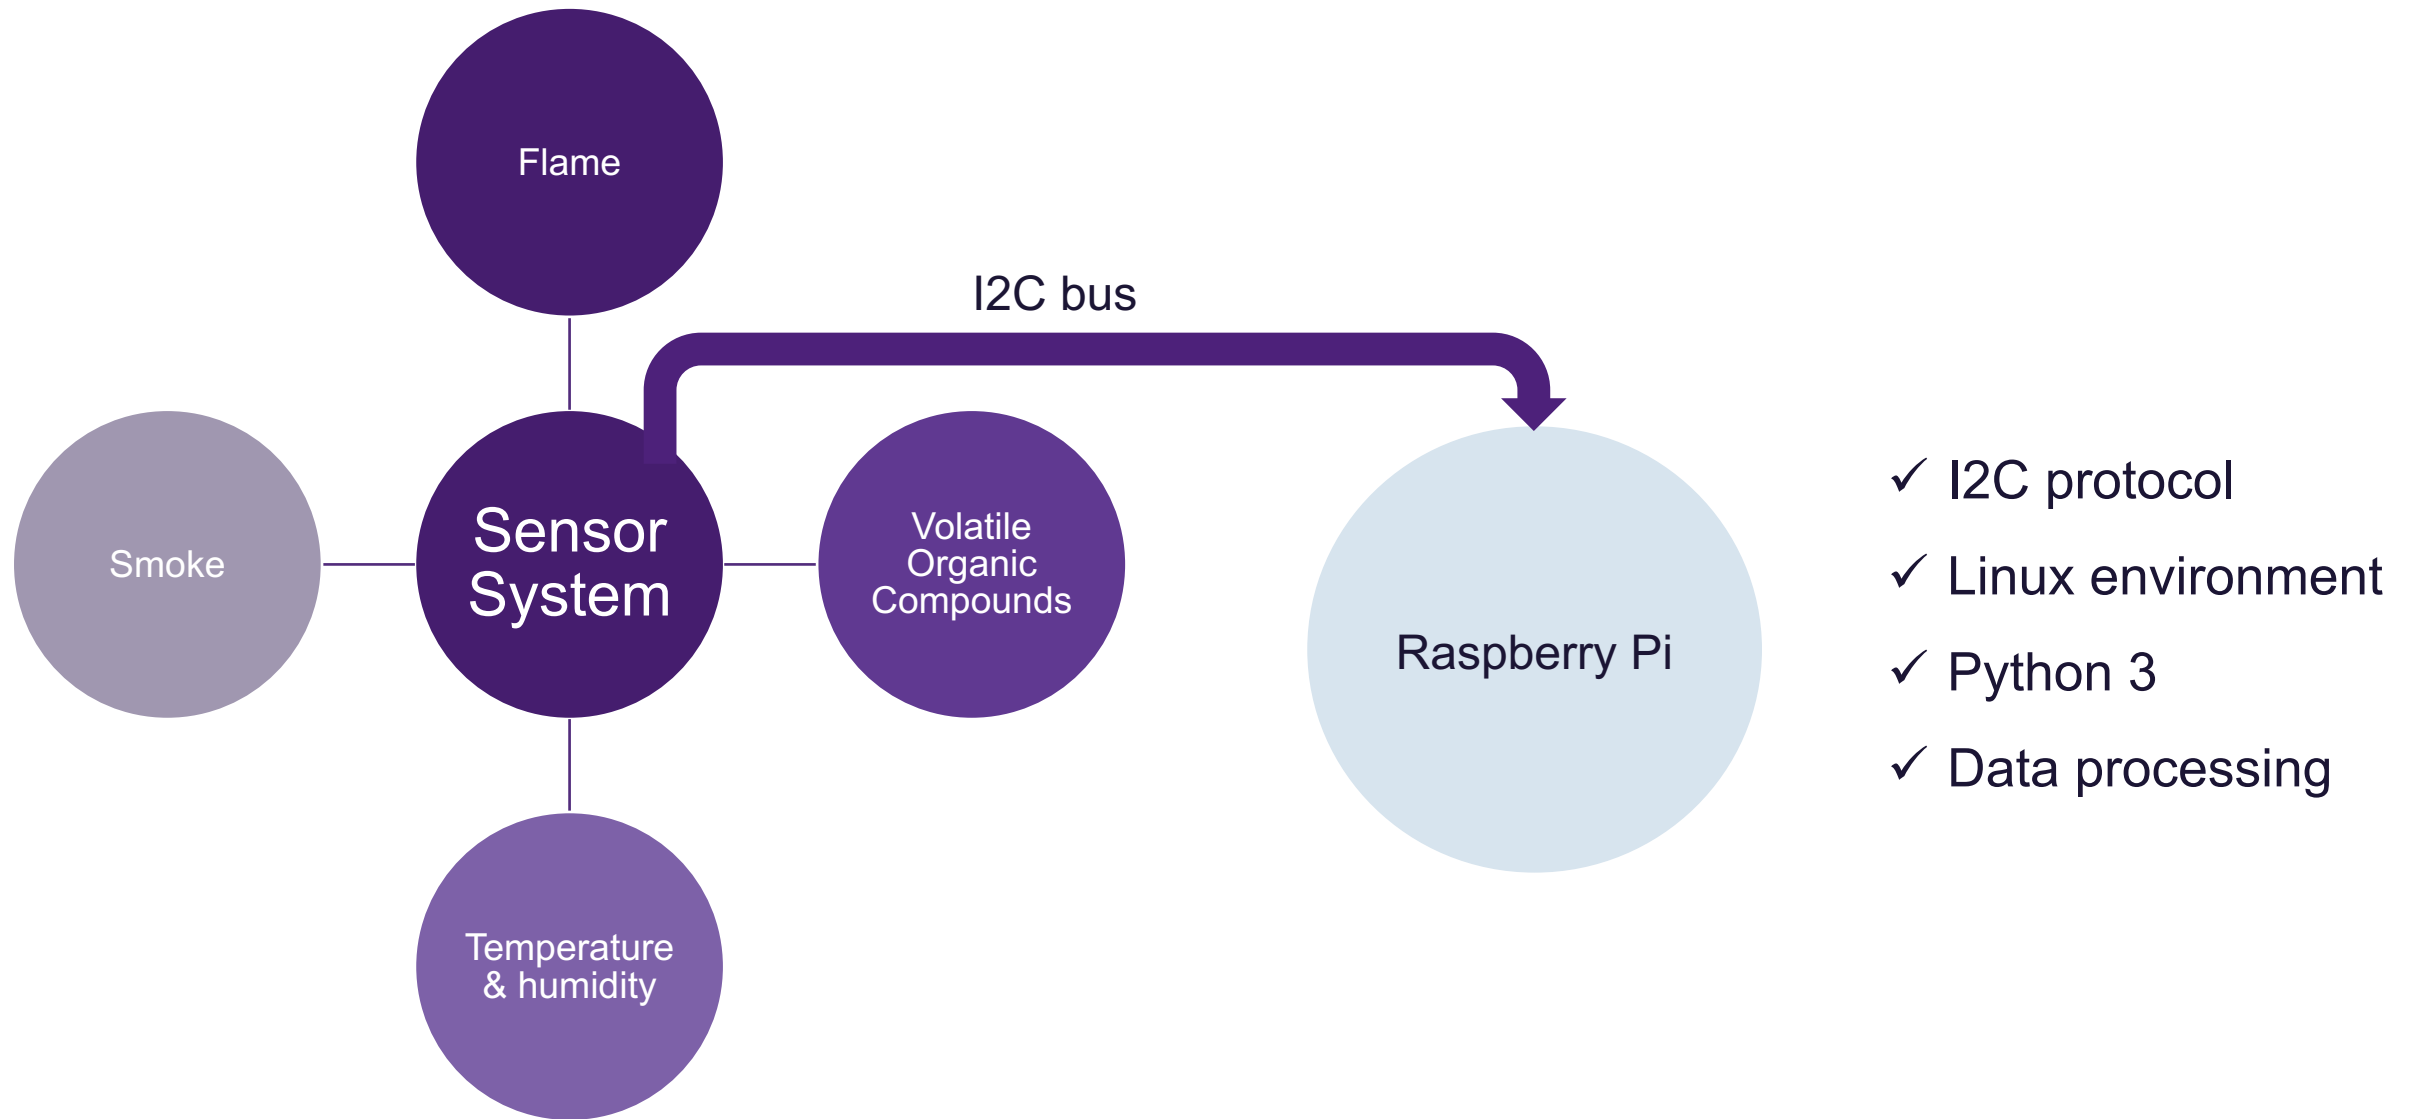 Flame
I2C bus
Smoke
Sensor
System
Volatile
Organic
Compounds
Temperature
& humidity
Raspberry Pi
✓ I2C protocol
✓ Linux environment
✓ Python 3
✓ Data processing